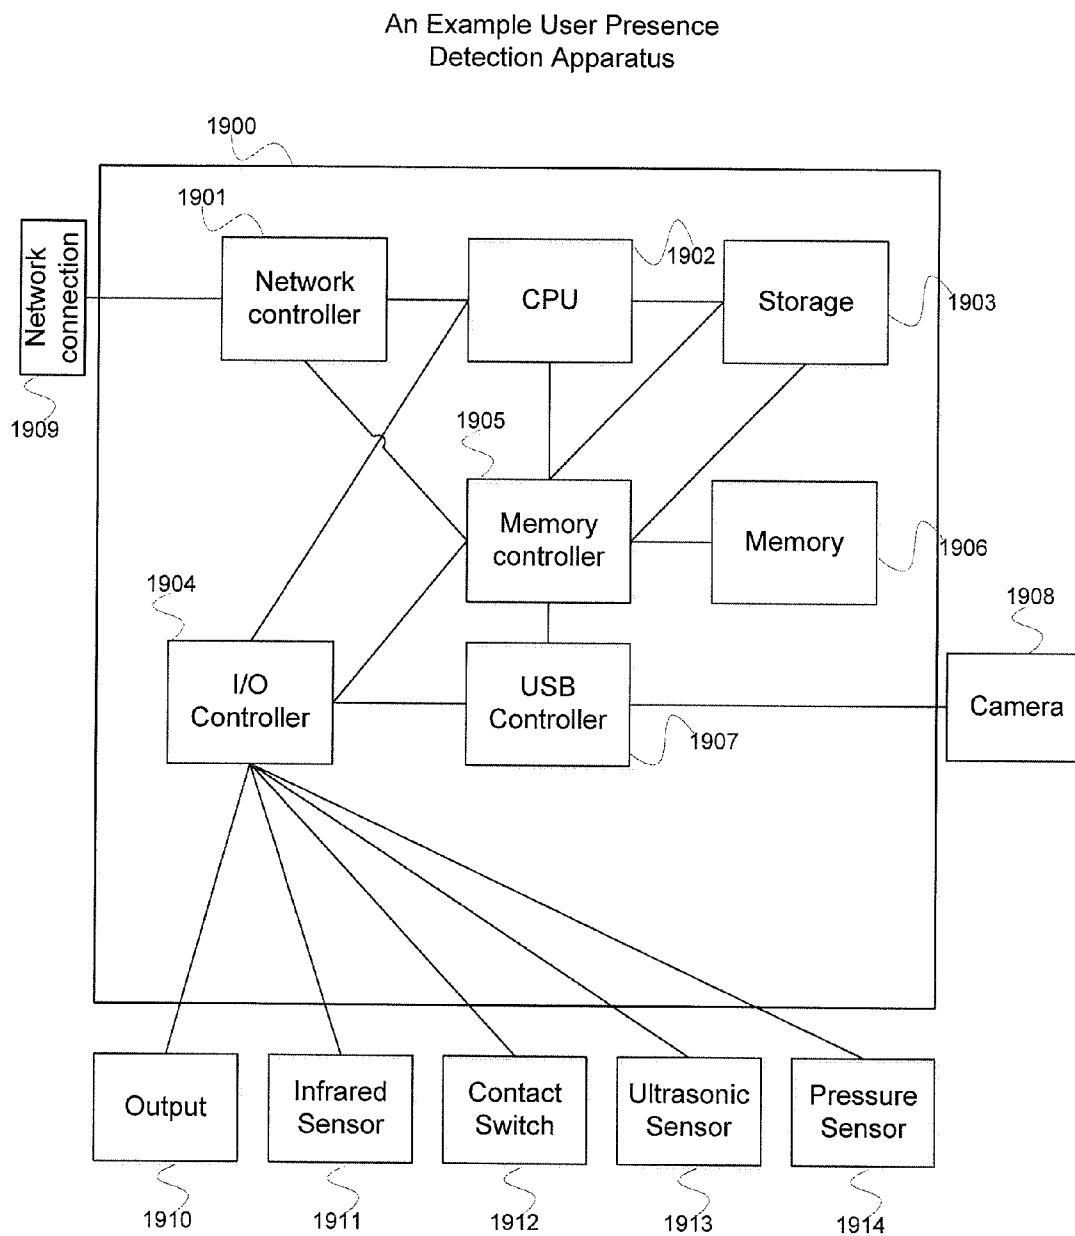 An Example User Presence
Detection Apparatus
1900
1901
Network
controller
1902
CPU
Storage
1903
Network
connection
1909
1905
Memory
controller
Memory
1906
1904
I/O
Controller
USB
Controller
1907
1908
Camera
Output
Infrared
Sensor
Contact
Switch
Ultrasonic
Sensor
Pressure
Sensor
1910
1911
1912
1913
1914